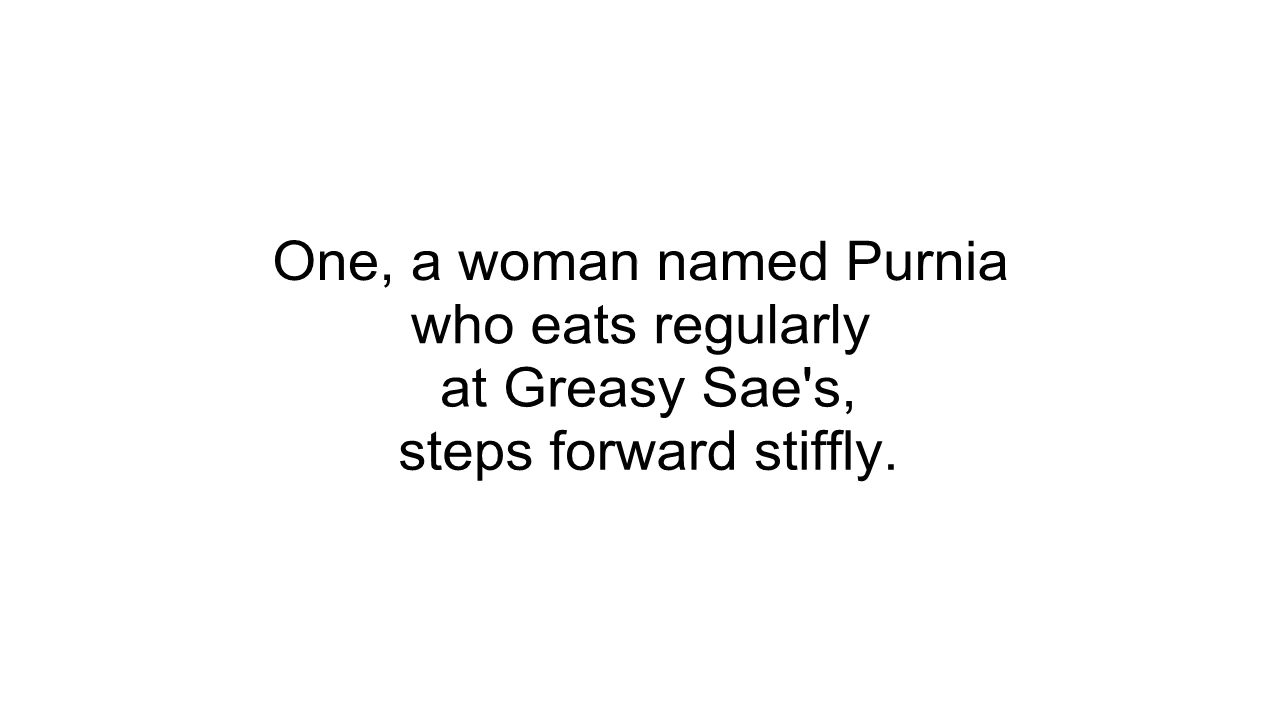 One, a woman named Purnia
who eats regularly
at Greasy Sae's,
steps forward stiffly.